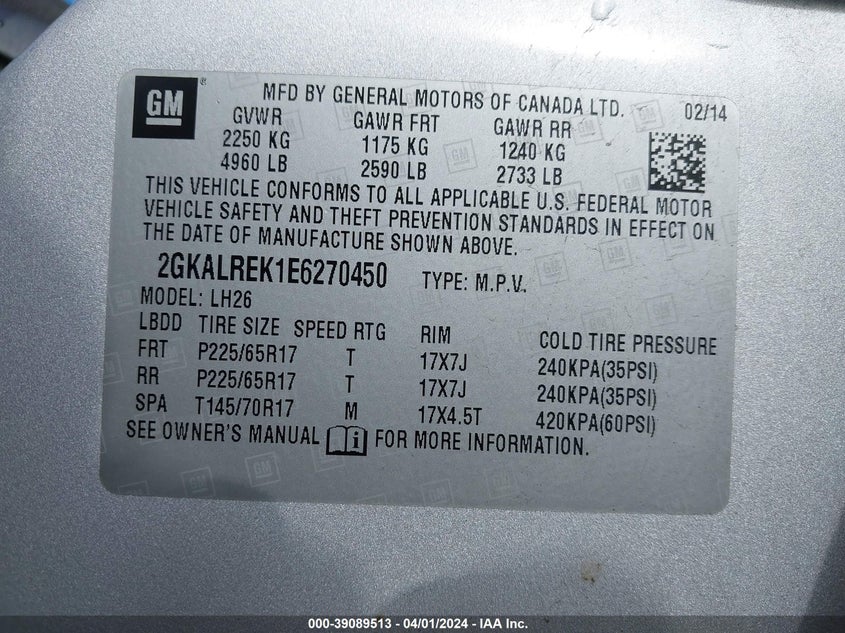 GM
MFD BY GENERAL MOTORS OF CANADA LTD. 02/14
GVWR GAWR FRT GAWR RR
2250 KG 1175 KG 1240 KG
4960 LB 2590 LB 2733 LB
THIS VEHICLE CONFORMS TO ALL APPLICABLE U.S. FEDERAL MOTOR
VEHICLE SAFETY AND THEFT PREVENTION STANDARDS IN EFFECT ON
THE DATE OF MANUFACTURE SHOWN ABOVE.
2GKALREK1E6270450 TYPE: M.P.V.
MODEL: LH26
LBDD TIRE SIZE SPEED RTG RIM COLD TIRE PRESSURE
FRT P225/65R17 T 17X7J 240KPA(35PSI)
RR P225/65R17 T 17X7J 240KPA(35PSI)
SPA T145/70R17 M 17X4.5T 420KPA(60PSI)
SEE OWNER'S MANUAL i FOR MORE INFORMATION.
000-39089513 - 04/01/2024 - IAA Inc.